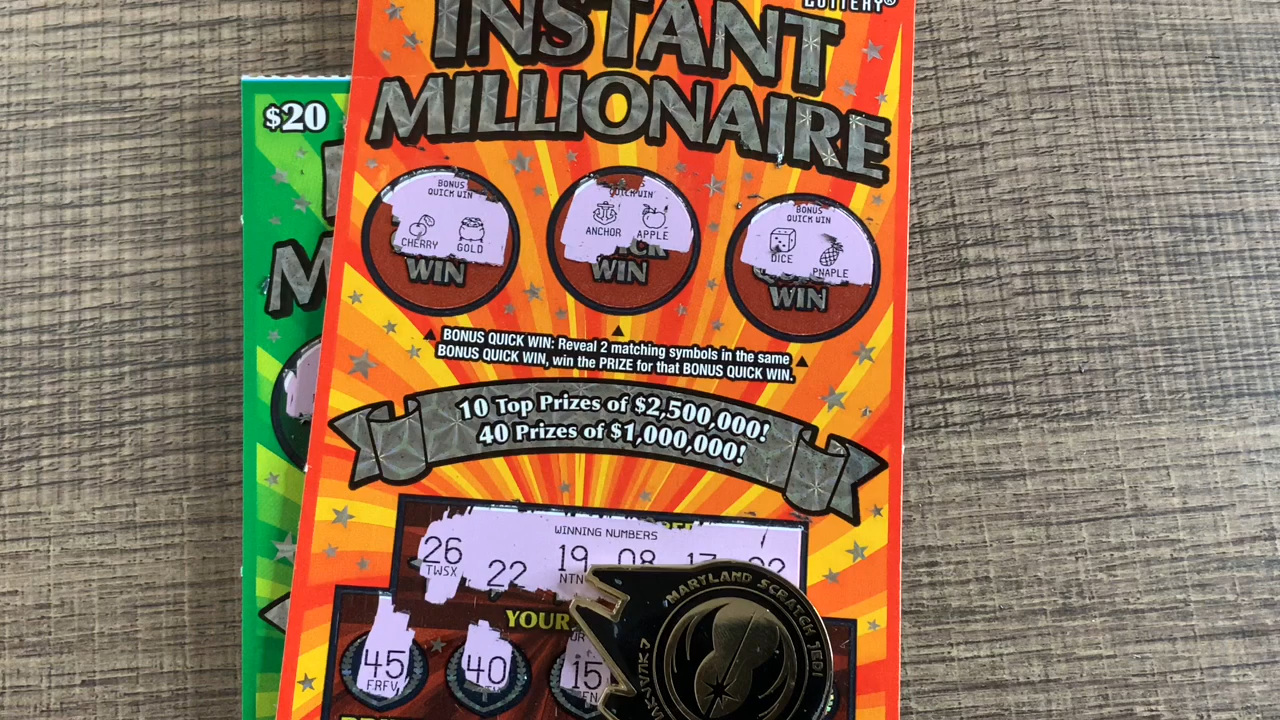 LOTTERY®
INSTANT
MILLIONAIRE
$20
M
BONUS
QUICK WIN
CHERRY GOLD
WIN
QUICK WIN
ANCHOR APPLE
WIN
BONUS
QUICK WIN
DICE PNAPLE
WIN
BONUS QUICK WIN: Reveal 2 matching symbols in the same
BONUS QUICK WIN, win the PRIZE for that BONUS QUICK WIN.
10 Top Prizes of $2,500,000!
40 Prizes of $1,000,000!
WINNING NUMBERS
26 22 19 08 17
TWSX NTN
YOUR
45 40 15
FRFV
MARYLAND SCRATCH JEDI